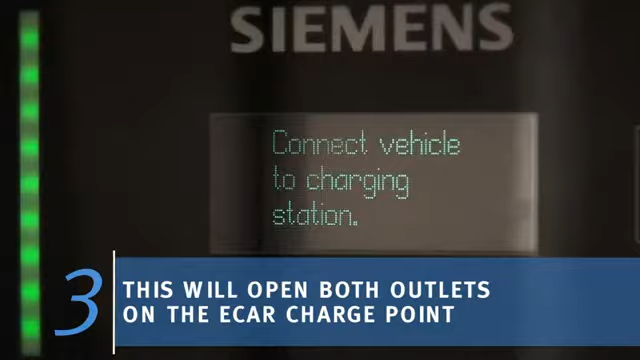 SIEMENS
Connect vehicle
to charging
station.
3
THIS WILL OPEN BOTH OUTLETS
ON THE ECAR CHARGE POINT